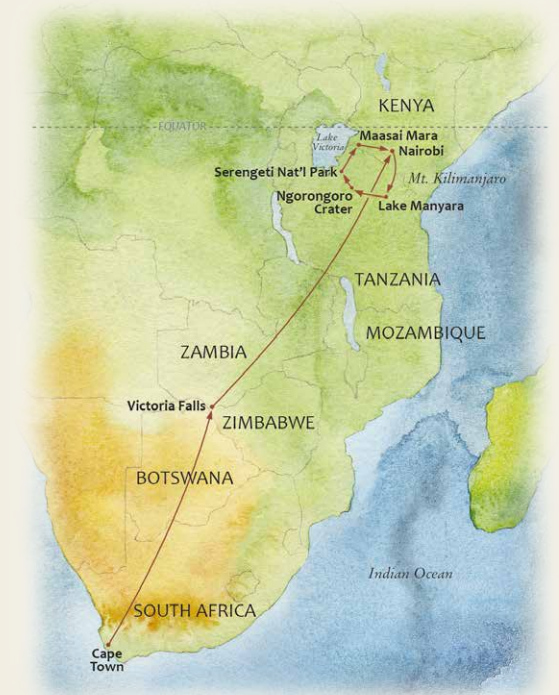 KENYA
EQUATOR
Lake
Victoria
Maasai Mara
Nairobi
Serengeti Nat'l Park
Mt. Kilimanjaro
Ngorongoro
Crater
Lake Manyara
TANZANIA
MOZAMBIQUE
ZAMBIA
Victoria Falls
ZIMBABWE
BOTSWANA
Indian Ocean
SOUTH AFRICA
Cape
Town